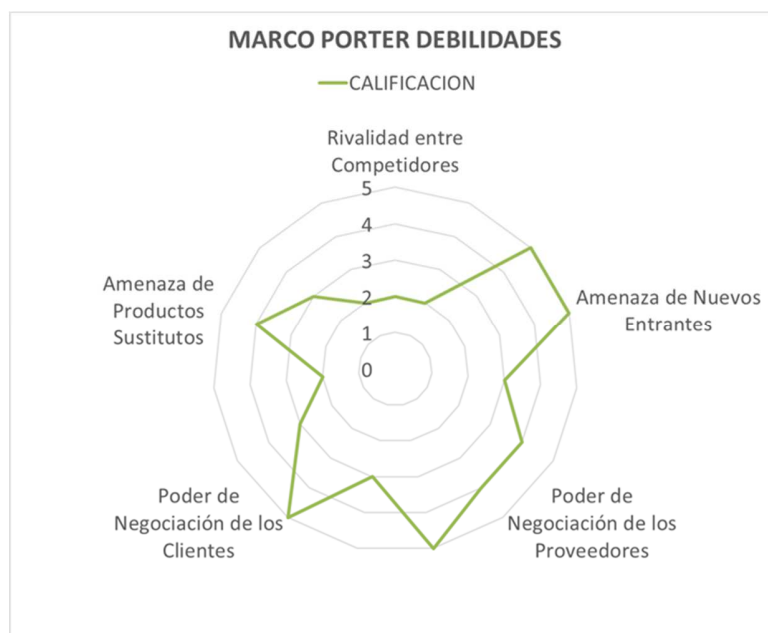 MARCO PORTER DEBILIDADES
CALIFICACION
Rivalidad entre
Competidores
5
4
3
2
1
0
Amenaza de Nuevos
Entrantes
Poder de
Negociación de los
Proveedores
Poder de
Negociación de los
Clientes
Amenaza de
Productos
Sustitutos